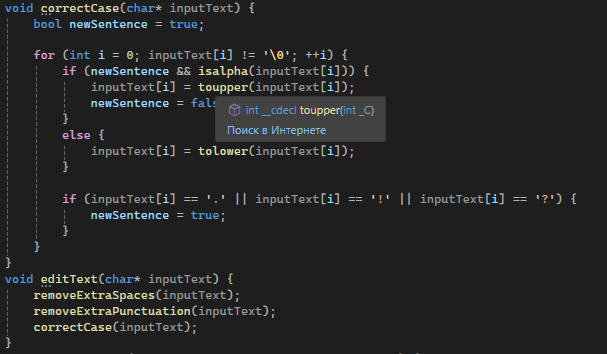 void correctCase(char* inputText) {
    bool newSentence = true;

    for (int i = 0; inputText[i] != '\0'; ++i) {
        if (newSentence && isalpha(inputText[i])) {
            inputText[i] = toupper(inputText[i]);
            newSentence = fals
int __cdecl toupper(int _C)
Поиск в Интернете
        }
        else {
            inputText[i] = tolower(inputText[i]);
        }

        if (inputText[i] == '.' || inputText[i] == '!' || inputText[i] == '?') {
            newSentence = true;
        }
    }
}
void editText(char* inputText) {
    removeExtraSpaces(inputText);
    removeExtraPunctuation(inputText);
    correctCase(inputText);
}